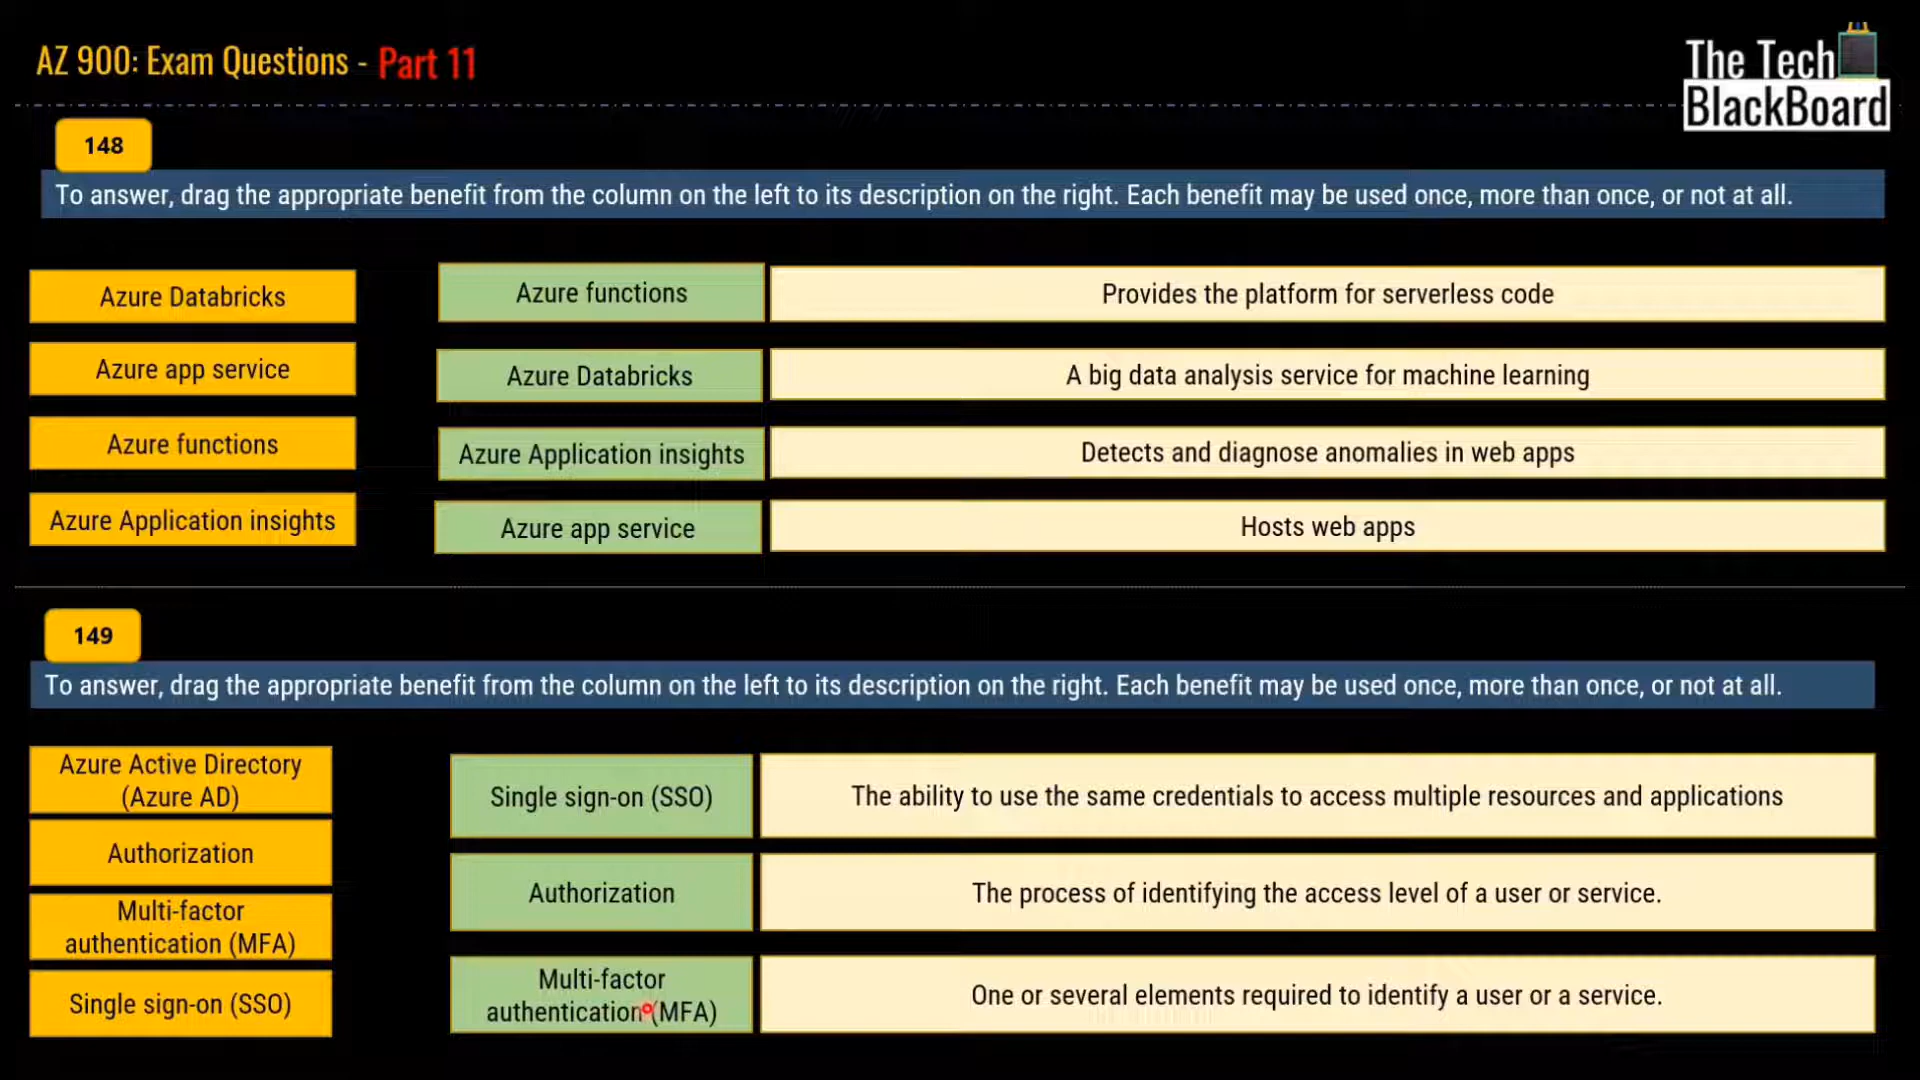 AZ 900: Exam Questions - Part 11
The Tech
BlackBoard
148
To answer, drag the appropriate benefit from the column on the left to its description on the right. Each benefit may be used once, more than once, or not at all.
Azure Databricks
Azure functions
Provides the platform for serverless code
Azure app service
Azure Databricks
A big data analysis service for machine learning
Azure functions
Azure Application insights
Detects and diagnose anomalies in web apps
Azure Application insights
Azure app service
Hosts web apps
149
To answer, drag the appropriate benefit from the column on the left to its description on the right. Each benefit may be used once, more than once, or not at all.
Azure Active Directory
(Azure AD)
Single sign-on (SSO)
The ability to use the same credentials to access multiple resources and applications
Authorization
Authorization
The process of identifying the access level of a user or service.
Multi-factor
authentication (MFA)
Multi-factor
authentication (MFA)
One or several elements required to identify a user or a service.
Single sign-on (SSO)